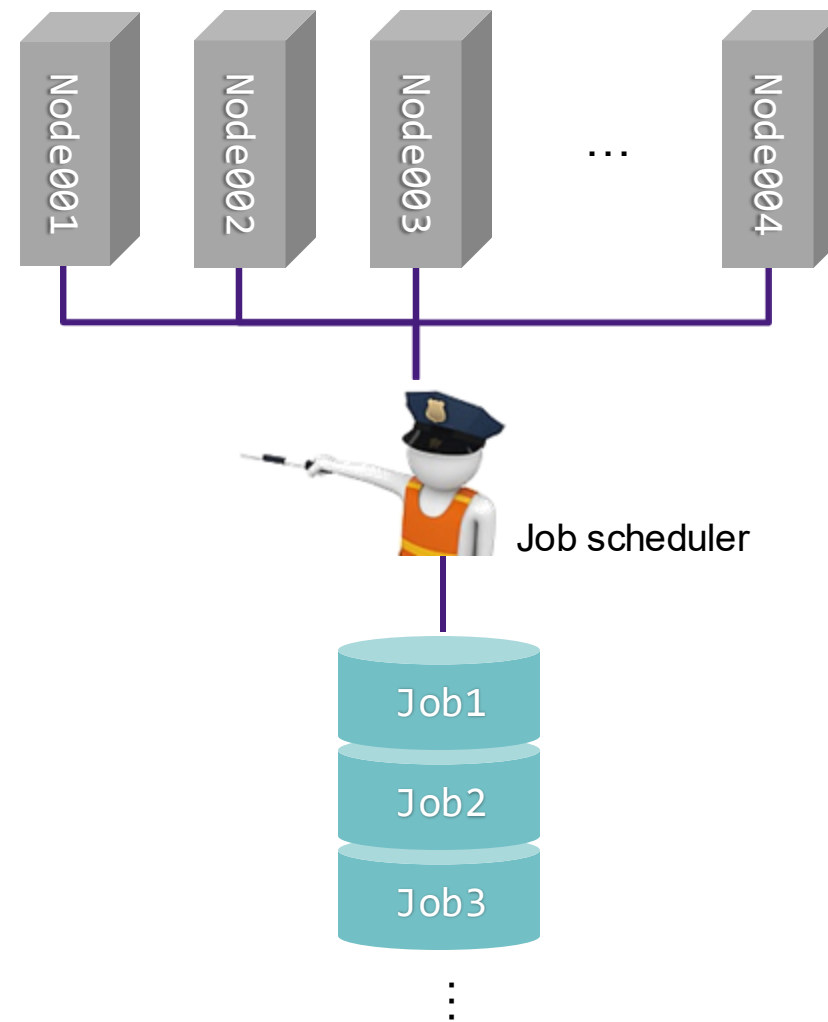 Node001
Node002
Node003
...
Node004
Job scheduler
Job1
Job2
Job3
⋮